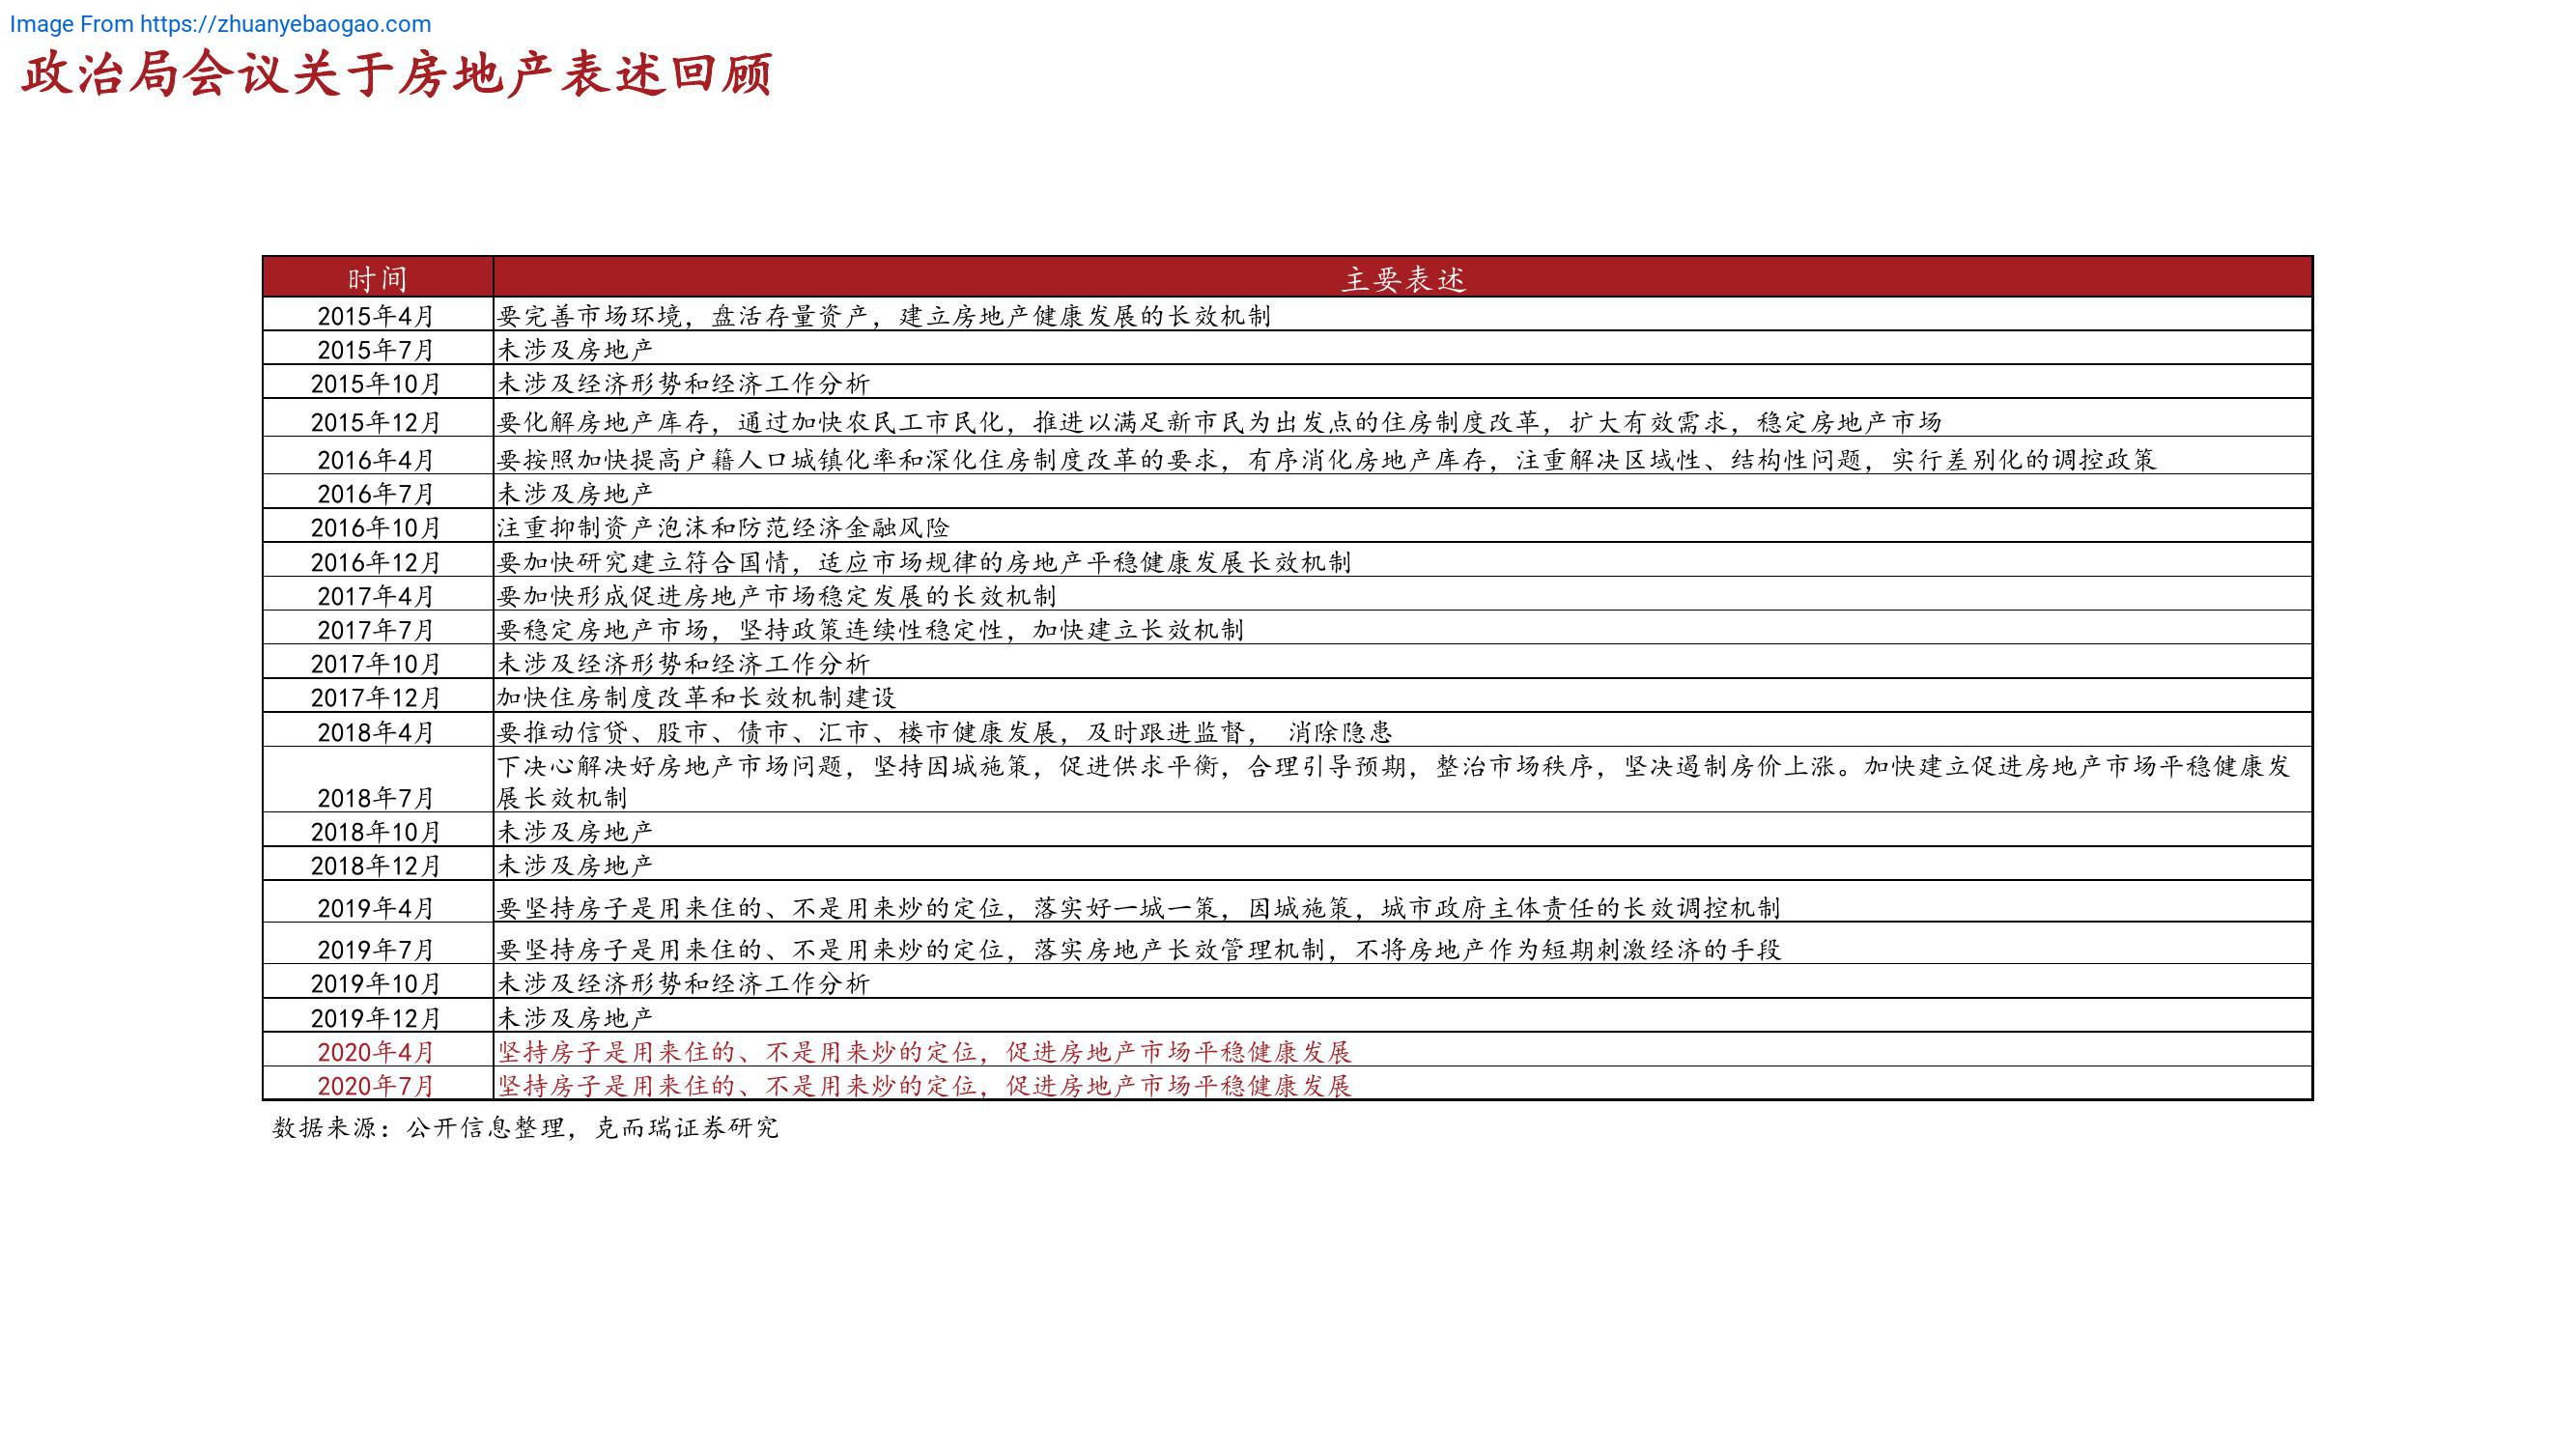 Image From https://zhuanyebaogao.com
政治局会议关于房地产表述回顾
时间 主要表述
2015年4月 要完善市场环境，盘活存量资产，建立房地产健康发展的长效机制
2015年7月 未涉及房地产
2015年10月 未涉及经济形势和经济工作分析
2015年12月 要化解房地产库存，通过加快农民工市民化，推进以满足新市民为出发点的住房制度改革，扩大有效需求，稳定房地产市场
2016年4月 要按照加快提高户籍人口城镇化率和深化住房制度改革的要求，有序消化房地产库存，注重解决区域性、结构性问题，实行差别化的调控政策
2016年7月 未涉及房地产
2016年10月 注重抑制资产泡沫和防范经济金融风险
2016年12月 要加快研究建立符合国情，适应市场规律的房地产平稳健康发展长效机制
2017年4月 要加快形成促进房地产市场稳定发展的长效机制
2017年7月 要稳定房地产市场，坚持政策连续性稳定性，加快建立长效机制
2017年10月 未涉及经济形势和经济工作分析
2017年12月 加快住房制度改革和长效机制建设
2018年4月 要推动信贷、股市、债市、汇市、楼市健康发展，及时跟进监督， 消除隐患
下决心解决好房地产市场问题，坚持因城施策，促进供求平衡，合理引导预期，整治市场秩序，坚决遏制房价上涨。加快建立促进房地产市场平稳健康发
2018年7月 展长效机制
2018年10月 未涉及房地产
2018年12月 未涉及房地产
2019年4月 要坚持房子是用来住的、不是用来炒的定位，落实好一城一策，因城施策，城市政府主体责任的长效调控机制
2019年7月 要坚持房子是用来住的、不是用来炒的定位，落实房地产长效管理机制，不将房地产作为短期刺激经济的手段
2019年10月 未涉及经济形势和经济工作分析
2019年12月 未涉及房地产
2020年4月 坚持房子是用来住的、不是用来炒的定位，促进房地产市场平稳健康发展
2020年7月 坚持房子是用来住的、不是用来炒的定位，促进房地产市场平稳健康发展
数据来源：公开信息整理，克而瑞证券研究